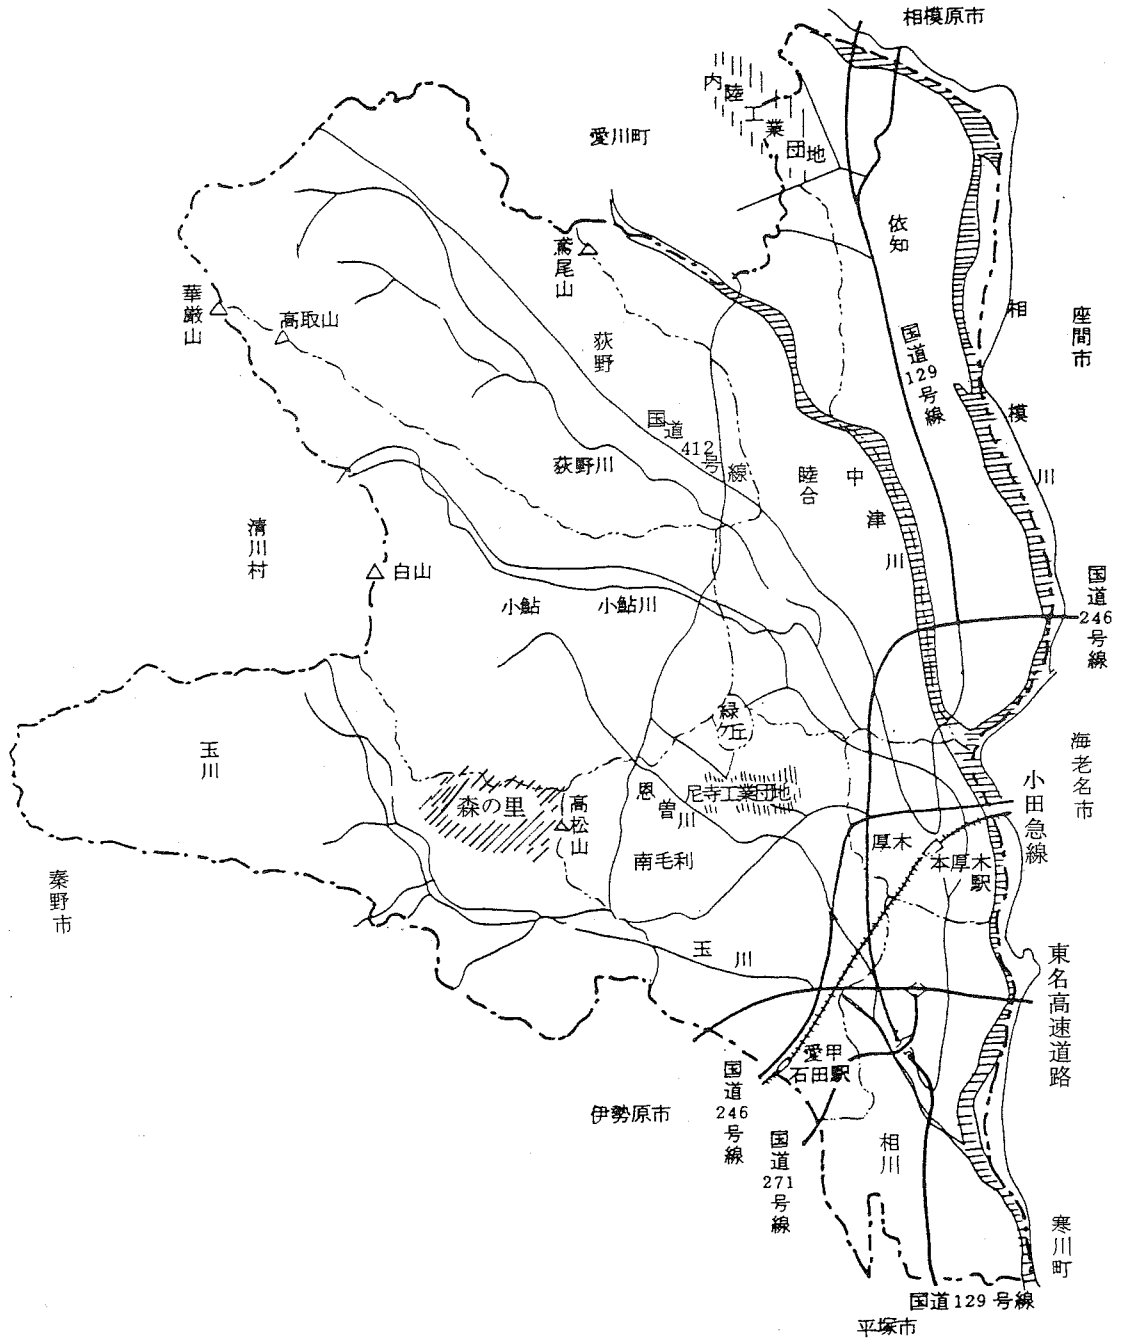 相模原市
内陸工業団地
愛川町
依知
鳶尾山
華厳山
高取山
荻野
国道129号線
相模川
座間市
国道412号線
荻野川
睦合
中津川
清川村
白山
小鮎
小鮎川
国道246号線
緑ケ丘
玉川
海老名市
森の里
高松山
恩曽川
尼寺工業団地
小田急線
厚木
本厚木駅
南毛利
秦野市
玉川
東名高速道路
愛甲石田駅
国道246号線
伊勢原市
国道271号線
相川
寒川町
国道129号線
平塚市